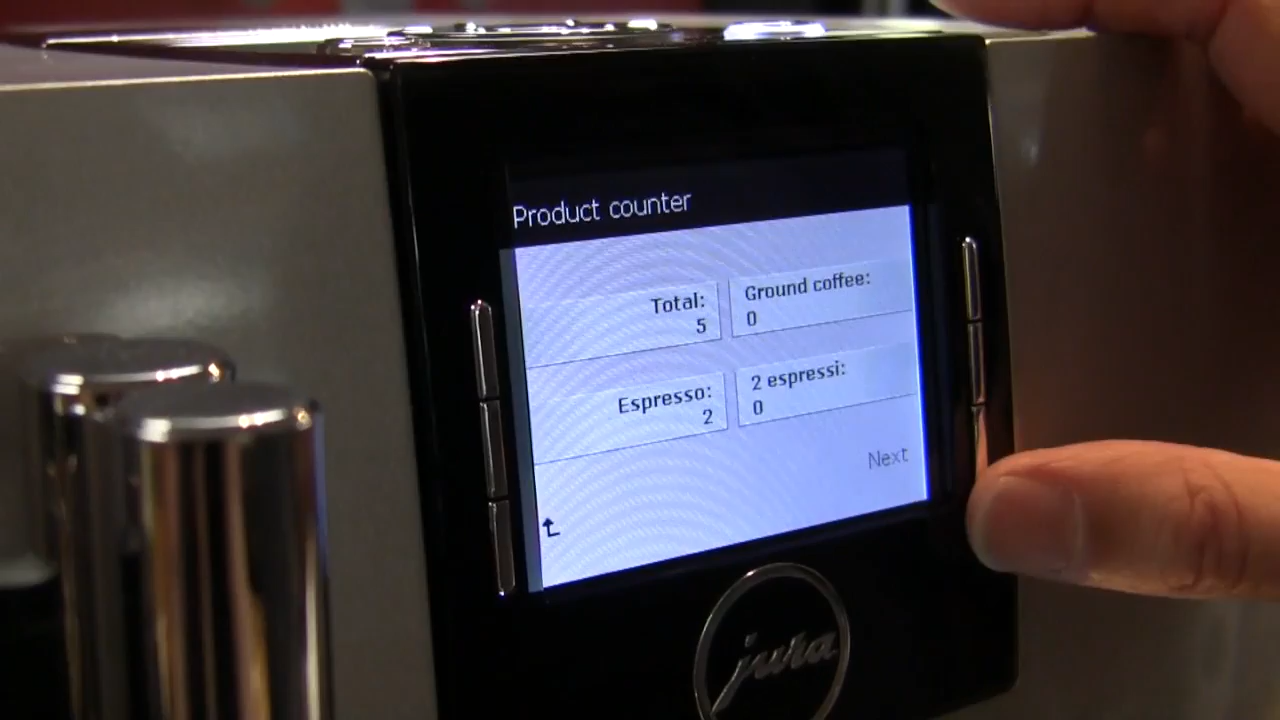 Product counter
Total:
5
Ground coffee:
0
Espresso:
2
2 espressi:
0
Next
jura